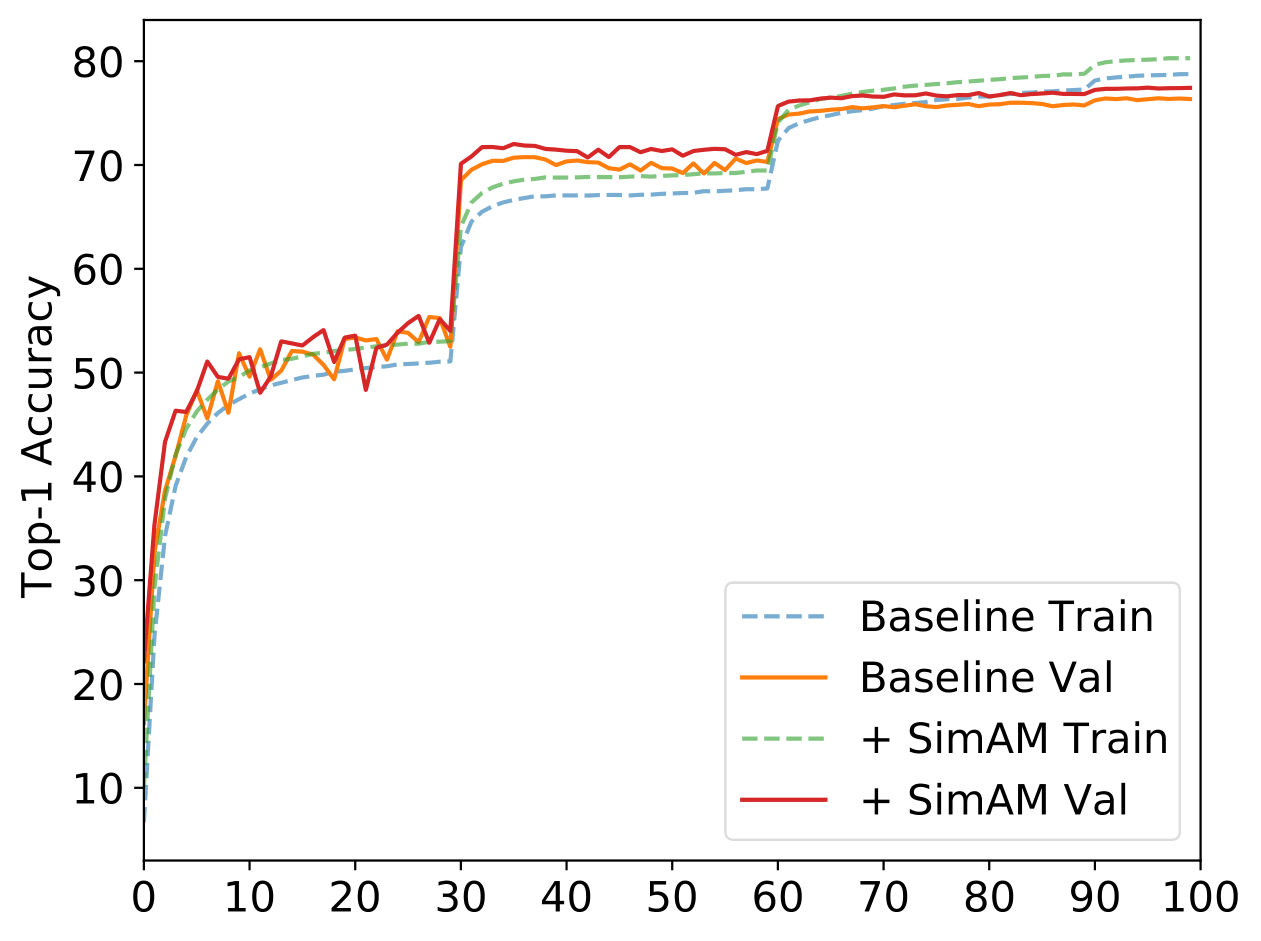 80
70
60
50
40
30
20
10
Top-1 Accuracy
Baseline Train
Baseline Val
+ SimAM Train
+ SimAM Val
0 10 20 30 40 50 60 70 80 90 100